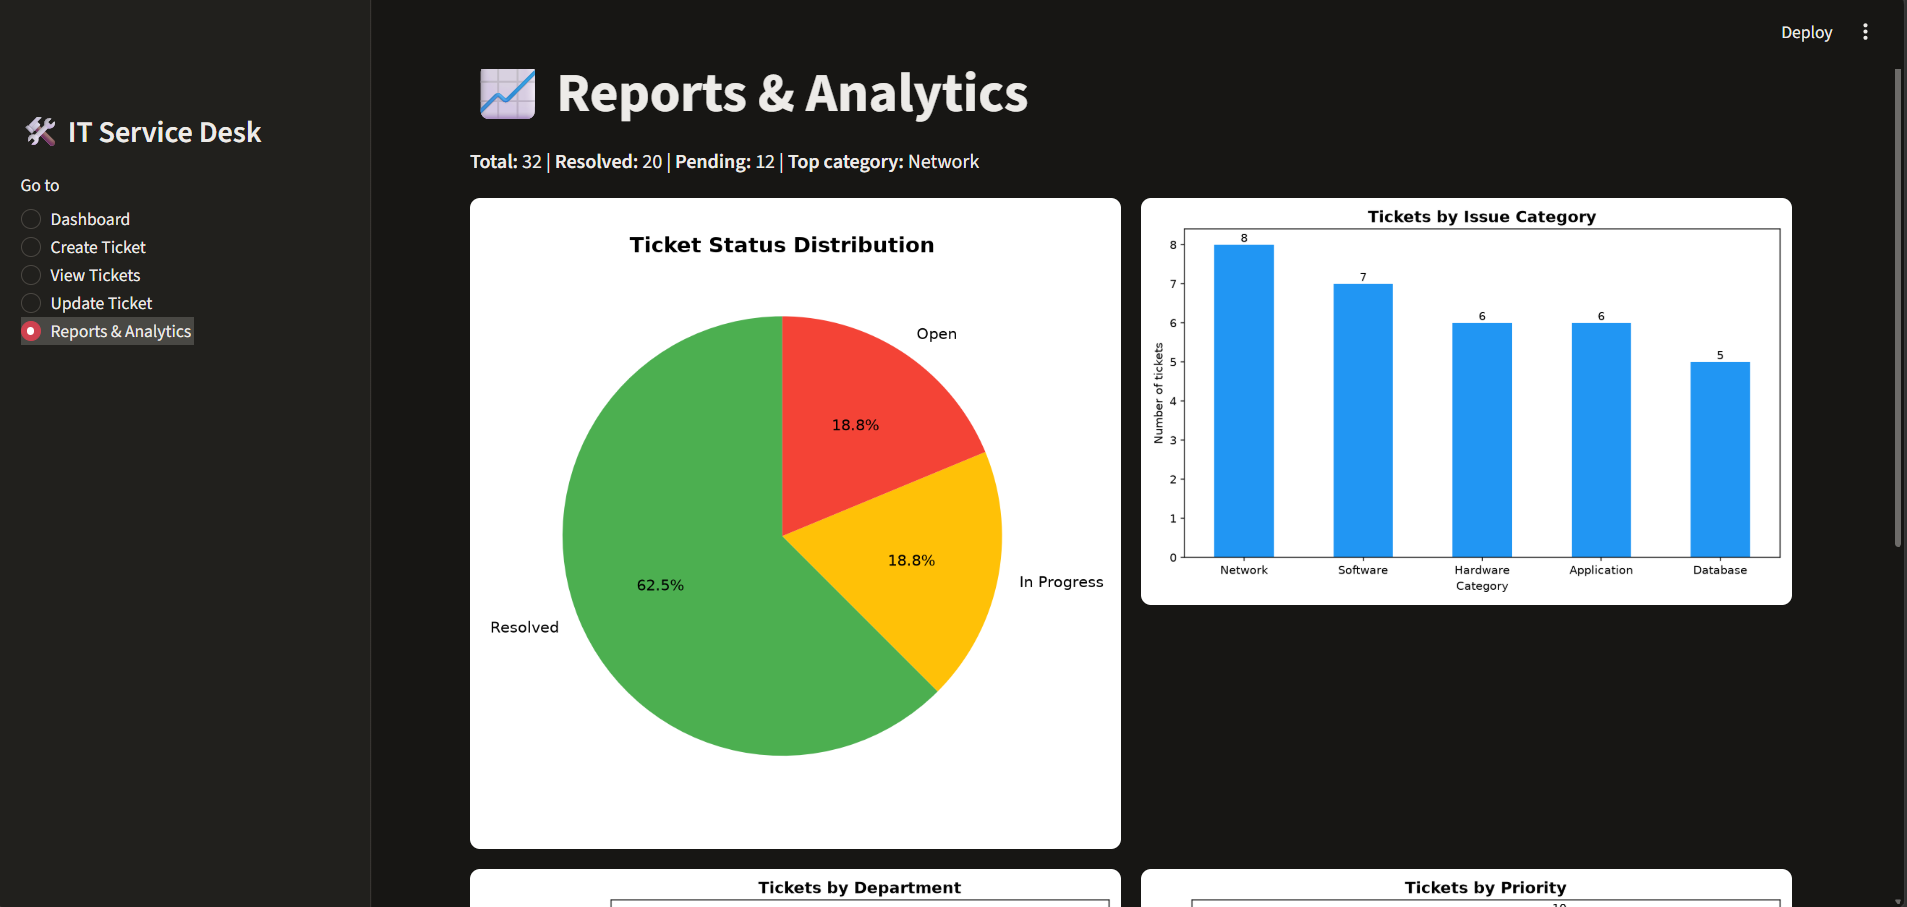 Deploy
🛠 IT Service Desk
Go to
Dashboard
Create Ticket
View Tickets
Update Ticket
Reports & Analytics
📈 Reports & Analytics
Total: 32 | Resolved: 20 | Pending: 12 | Top category: Network
Ticket Status Distribution
Open
18.8%
18.8%
In Progress
62.5%
Resolved
Tickets by Issue Category
8
7
6
6
5
8
7
6
5
4
3
2
1
0
Number of tickets
Network Software Hardware Application Database
Category
Tickets by Department
Tickets by Priority